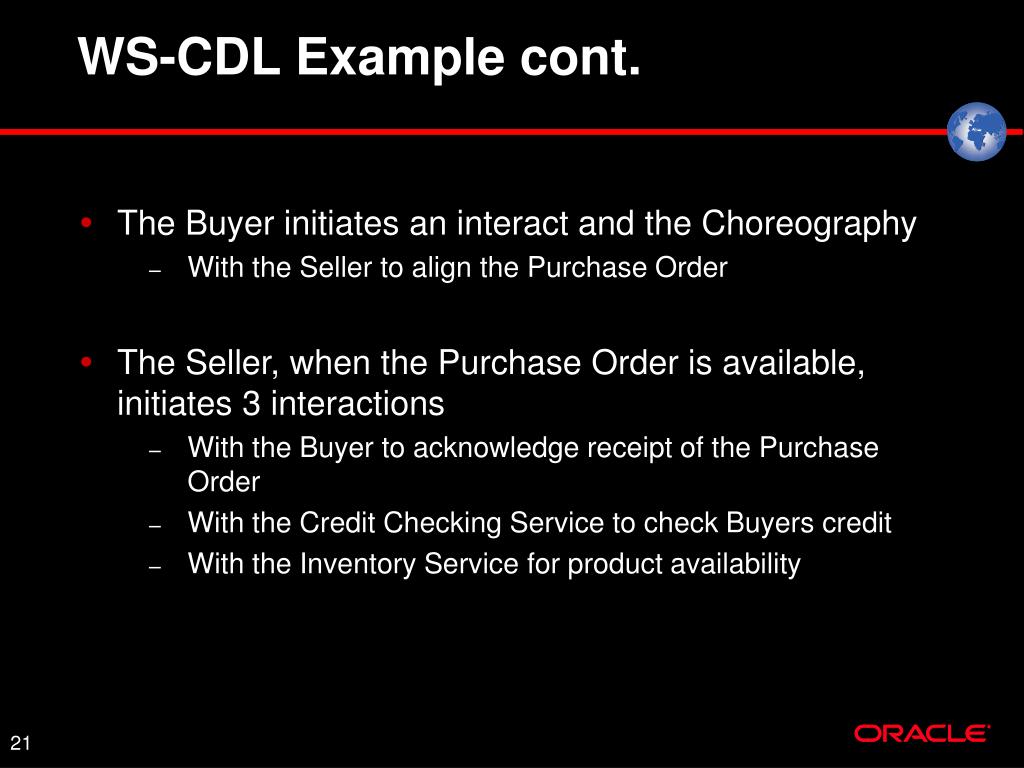 WS-CDL Example cont.
• The Buyer initiates an interact and the Choreography
– With the Seller to align the Purchase Order
• The Seller, when the Purchase Order is available,
initiates 3 interactions
– With the Buyer to acknowledge receipt of the Purchase
Order
– With the Credit Checking Service to check Buyers credit
– With the Inventory Service for product availability
21
ORACLE